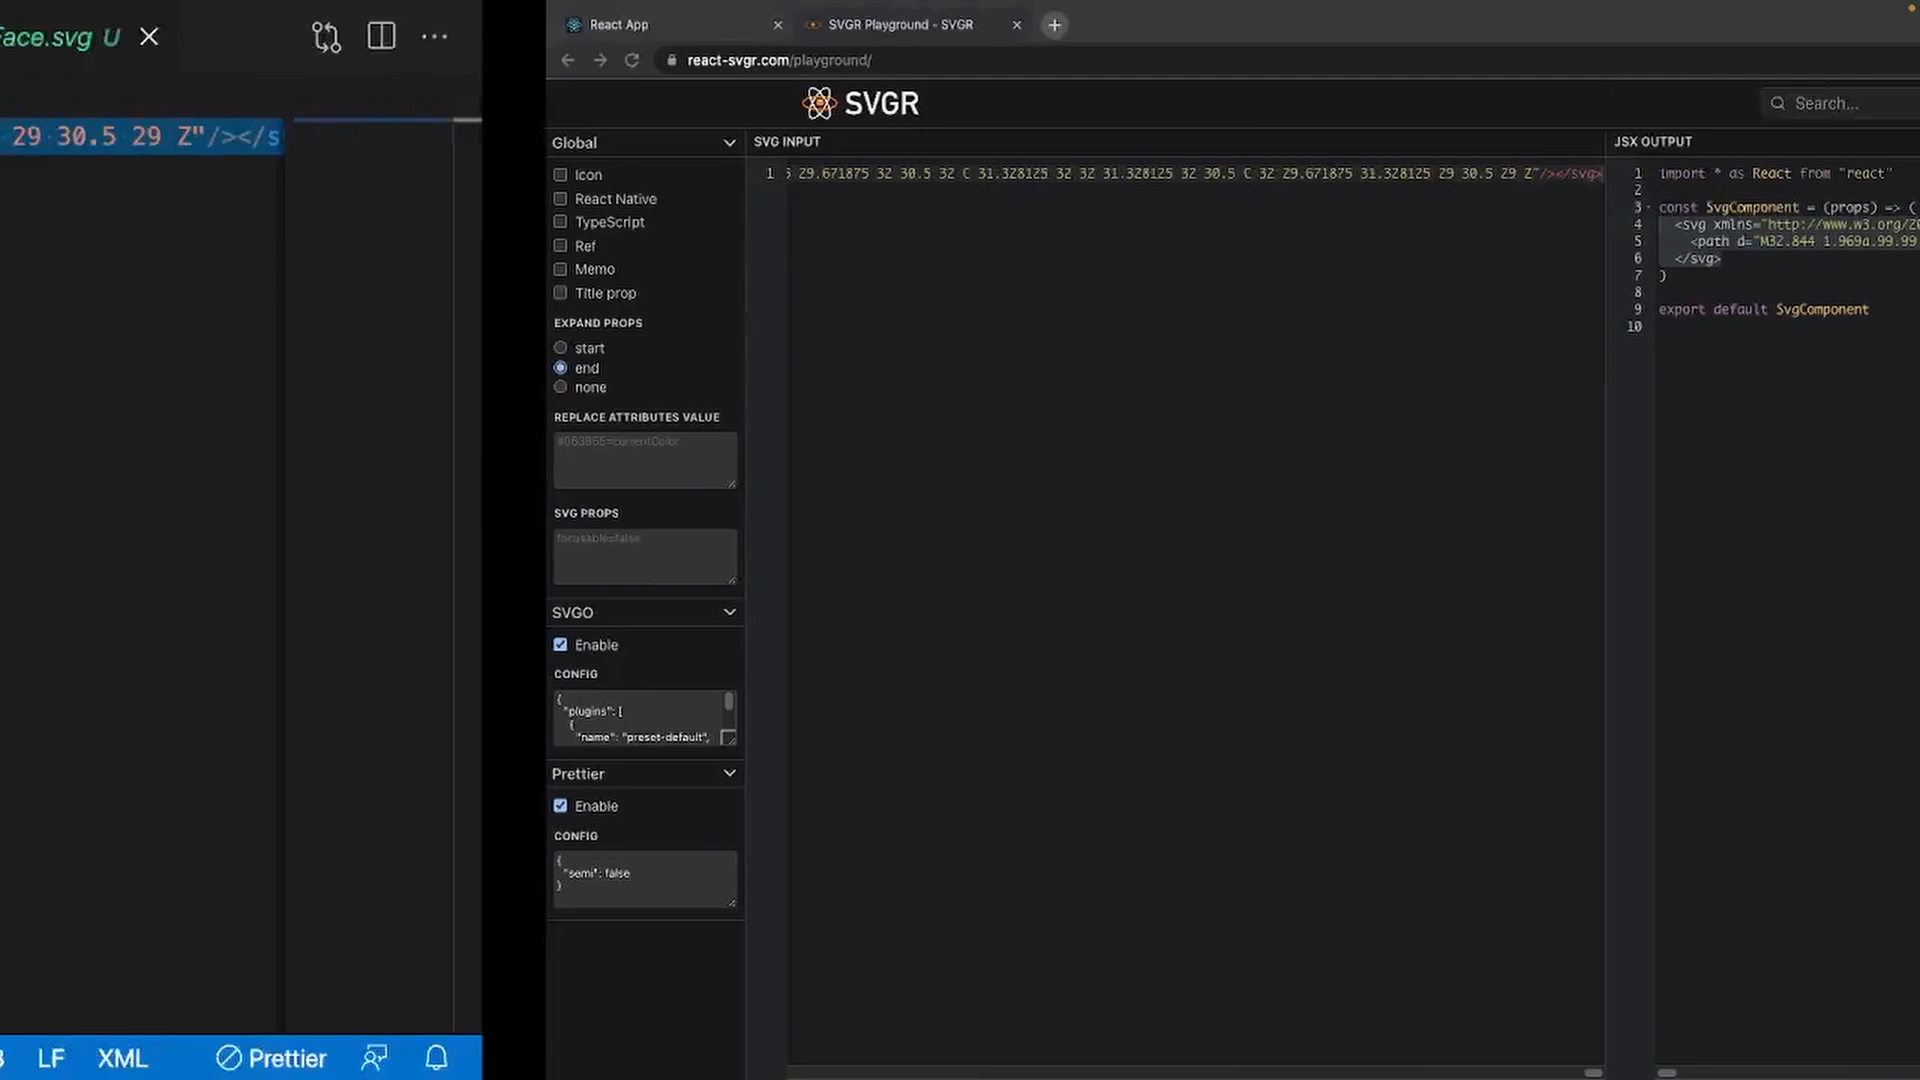 Face.svg U
29 30.5 29 Z"/></s
LF XML Prettier
React App
SVGR Playground - SVGR
react-svgr.com/playground/
SVGR
Search...
Global
Icon
React Native
TypeScript
Ref
Memo
Title prop
EXPAND PROPS
start
end
none
REPLACE ATTRIBUTES VALUE
#063855=currentColor
SVG PROPS
focusable=false
SVGO
Enable
CONFIG
{
"plugins": [
{
"name": "preset-default",
Prettier
Enable
CONFIG
{
"semi": false
}
SVG INPUT
1 29.671875 32 30.5 32 C 31.328125 32 32 31.328125 32 30.5 C 32 29.671875 31.328125 29 30.5 29 Z"/></svg>
JSX OUTPUT
1 import * as React from "react"
2
3 const SvgComponent = (props) => (
4 <svg xmlns="http://www.w3.org/20
5 <path d="M32.844 1.969a.99.99
6 </svg>
7 )
8
9 export default SvgComponent
10